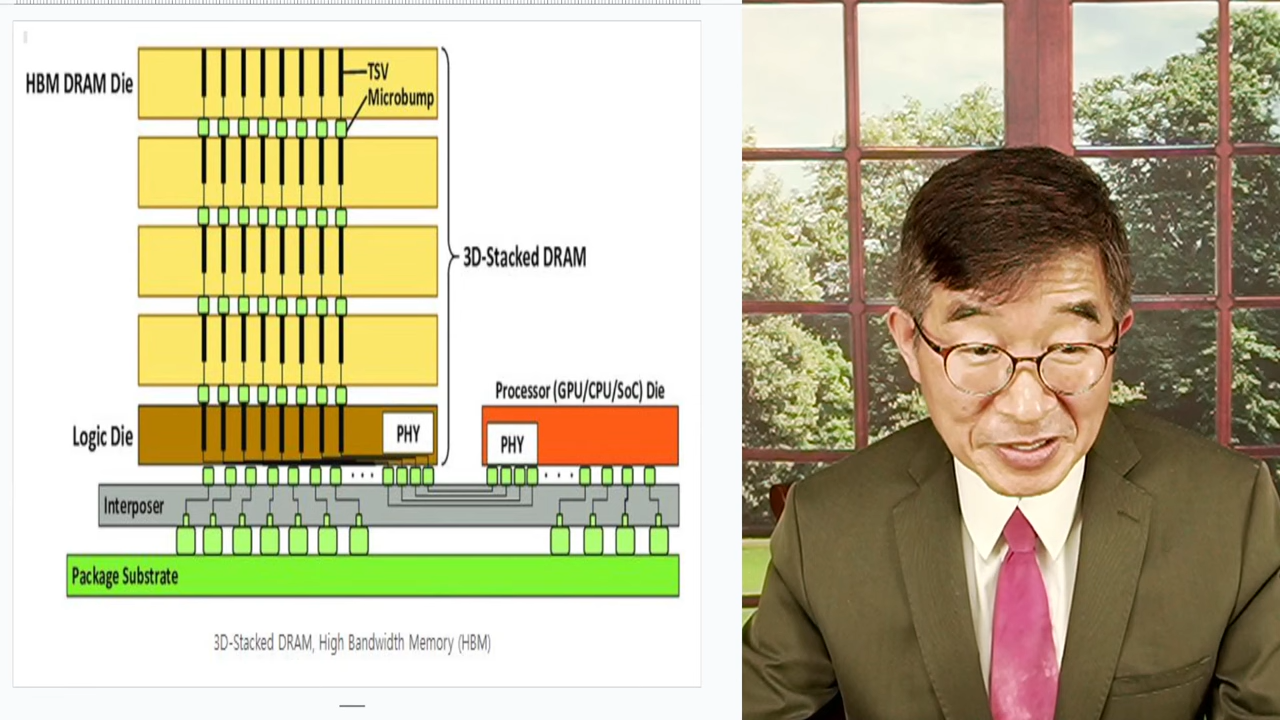 HBM DRAM Die
TSV
Microbump
3D-Stacked DRAM
Processor (GPU/CPU/SoC) Die
Logic Die
PHY
PHY
Interposer
Package Substrate
3D-Stacked DRAM, High Bandwidth Memory (HBM)